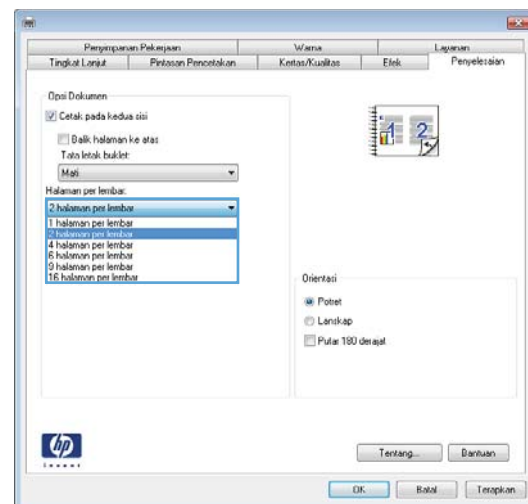 Penyimpanan Pekerjaan Warna Layanan
Tingkat Lanjut Pintasan Pencetakan Kertas/Kualitas Efek Penyelesaian
Opsi Dokumen
Cetak pada kedua sisi
Balik halaman ke atas
Tata letak buklet:
Mati
Halaman per lembar:
2 halaman per lembar
1 halaman per lembar
2 halaman per lembar
4 halaman per lembar
6 halaman per lembar
9 halaman per lembar
16 halaman per lembar
1 2
Orientasi
Potret
Lanskap
Putar 180 derajat
hp
invent
Tentang... Bantuan
OK Batal Terapkan